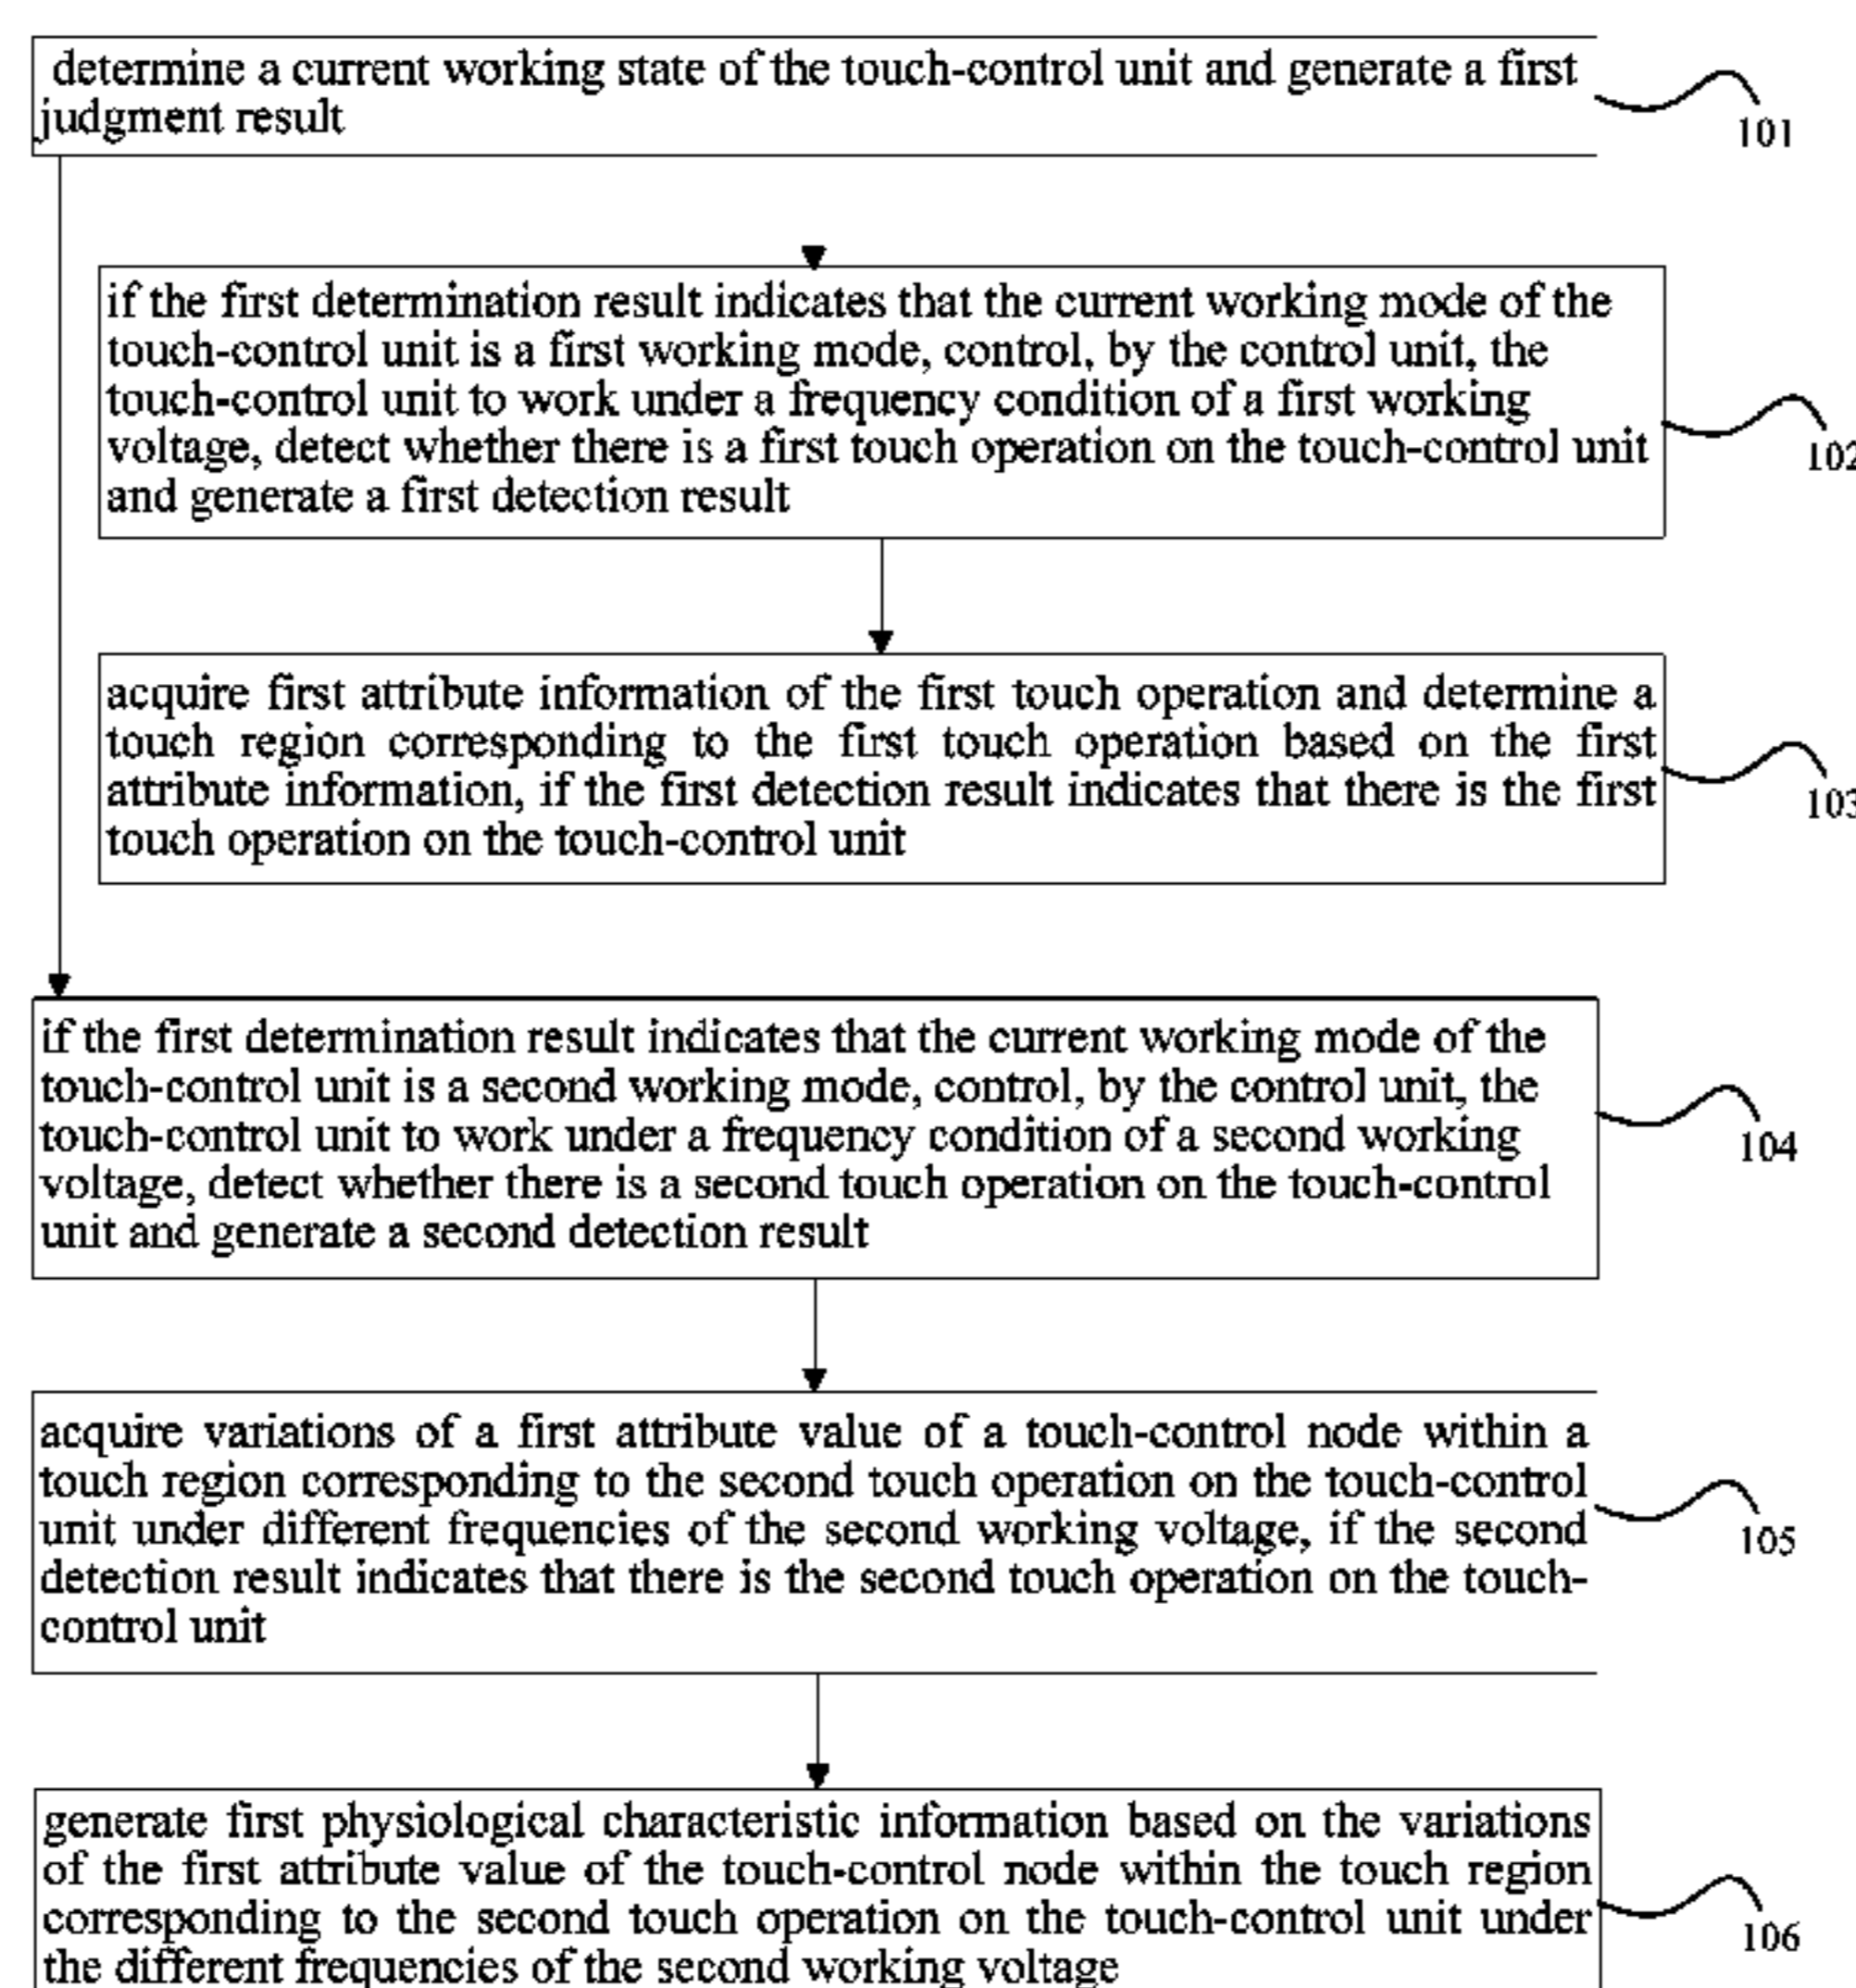 determine a current working state of the touch-control unit and generate a first
judgment result
101
if the first determination result indicates that the current working mode of the
touch-control unit is a first working mode, control, by the control unit, the
touch-control unit to work under a frequency condition of a first working
voltage, detect whether there is a first touch operation on the touch-control unit
and generate a first detection result
102
acquire first attribute information of the first touch operation and determine a
touch region corresponding to the first touch operation based on the first
attribute information, if the first detection result indicates that there is the first
touch operation on the touch-control unit
103
if the first determination result indicates that the current working mode of the
touch-control unit is a second working mode, control, by the control unit, the
touch-control unit to work under a frequency condition of a second working
voltage, detect whether there is a second touch operation on the touch-control
unit and generate a second detection result
104
acquire variations of a first attribute value of a touch-control node within a
touch region corresponding to the second touch operation on the touch-control
unit under different frequencies of the second working voltage, if the second
detection result indicates that there is the second touch operation on the touch-
control unit
105
generate first physiological characteristic information based on the variations
of the first attribute value of the touch-control node within the touch region
corresponding to the second touch operation on the touch-control unit under
the different frequencies of the second working voltage
106